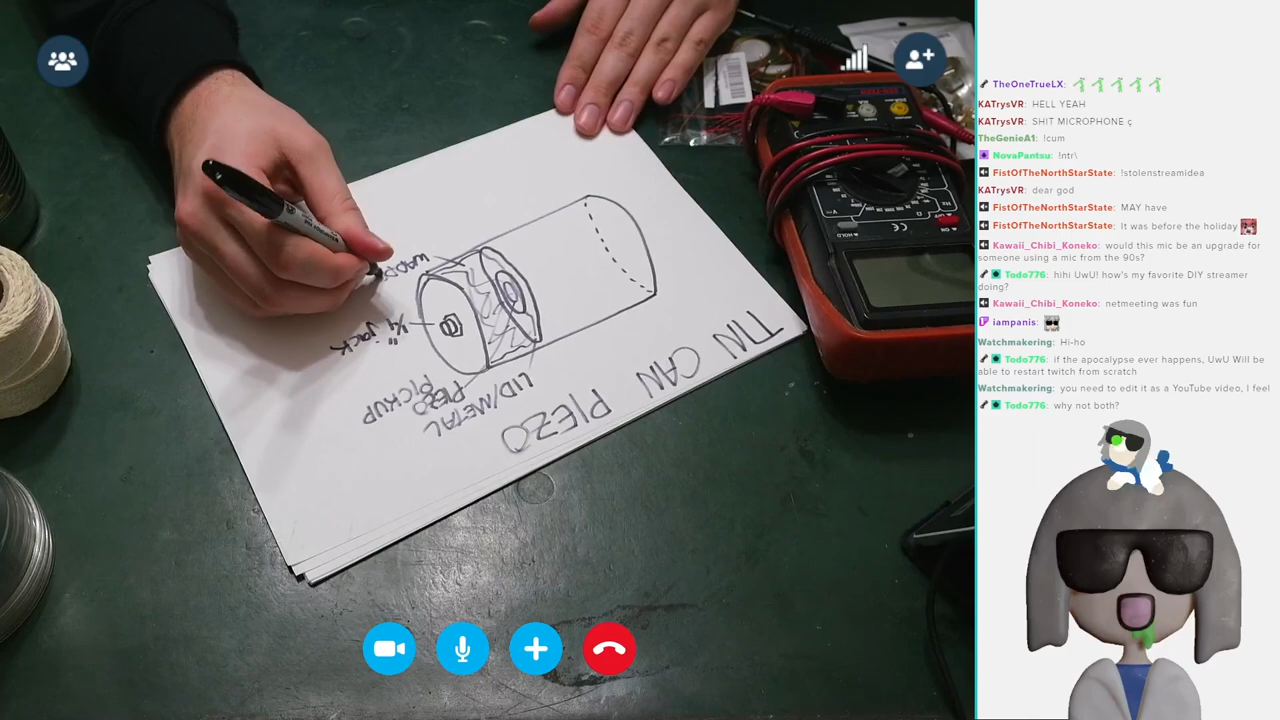 WADD
1/4" JACK
PIEZO
PICKUP
LID/METAL
TIN CAN PIEZO
HOLD
TheOneTrueLX:
KATrysVR: HELL YEAH
KATrysVR: SHIT MICROPHONE ç
TheGenieA1: !cum
NovaPantsu: !ntr\
FistOfTheNorthStarState: !stolenstreamidea
KATrysVR: dear god
FistOfTheNorthStarState: MAY have
FistOfTheNorthStarState: It was before the holiday
Kawaii_Chibi_Koneko: would this mic be an upgrade for
someone using a mic from the 90s?
Todo776: hihi UwU! how's my favorite DIY streamer
doing?
Kawaii_Chibi_Koneko: netmeeting was fun
iampanis:
Watchmakering: Hi-ho
Todo776: if the apocalypse ever happens, UwU Will be
able to restart twitch from scratch
Watchmakering: you need to edit it as a YouTube video, I feel
Todo776: why not both?